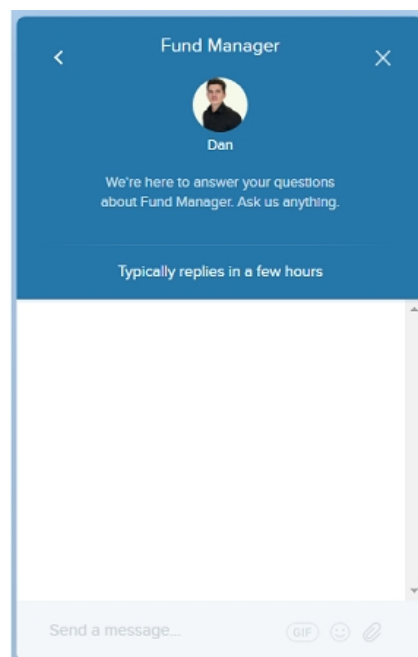 Fund Manager
Dan
We're here to answer your questions
about Fund Manager. Ask us anything.
Typically replies in a few hours
Send a message...
GIF